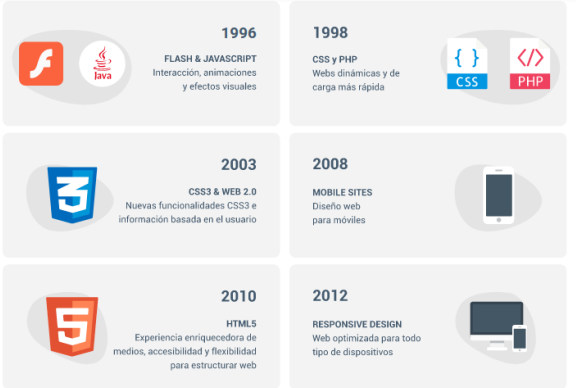 1996
FLASH & JAVASCRIPT
Interacción, animaciones
y efectos visuales
Java
1998
CSS y PHP
Webs dinámicas y de
carga más rápida
{ }
CSS
</>
PHP
2003
CSS3 & WEB 2.0
Nuevas funcionalidades CSS3 e
información basada en el usuario
3
2008
MOBILE SITES
Diseño web
para móviles
2010
HTML5
Experiencia enriquecedora de
medios, accesibilidad y flexibilidad
para estructurar web
5
2012
RESPONSIVE DESIGN
Web optimizada para todo
tipo de dispositivos